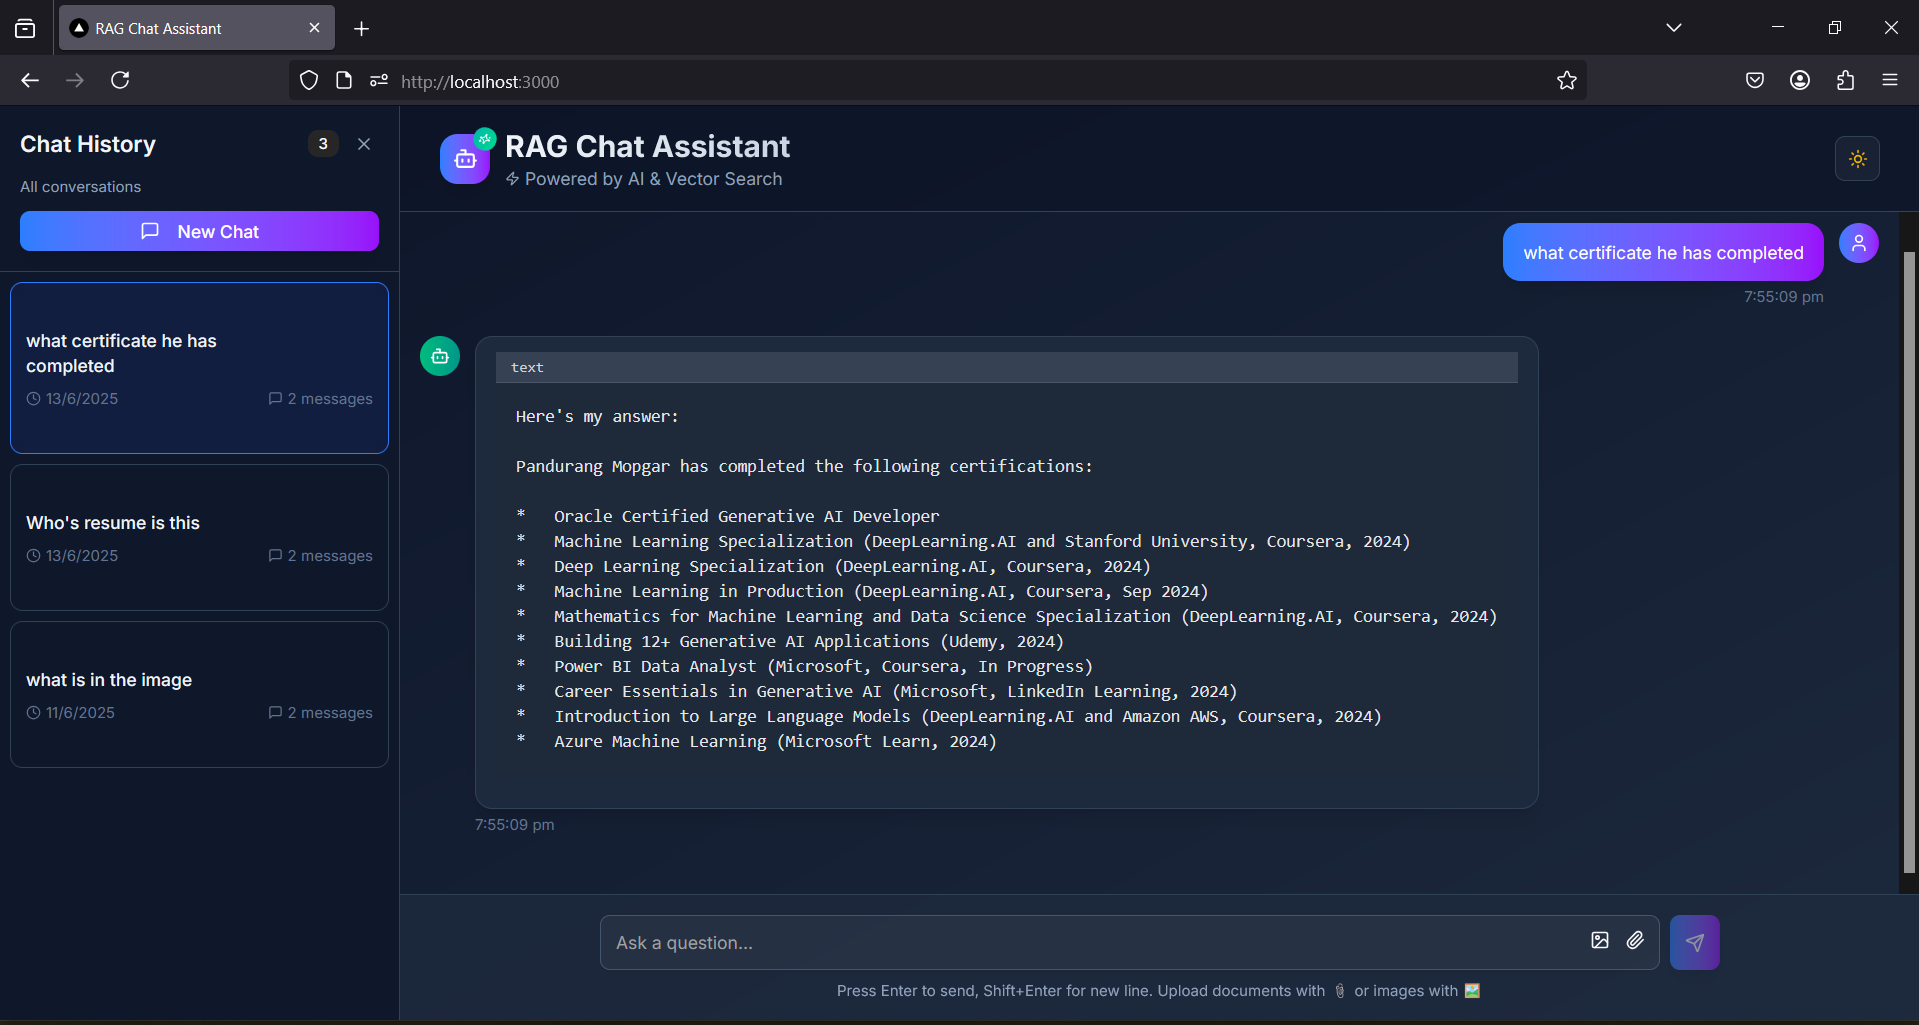 RAG Chat Assistant
http://localhost:3000
Chat History
3
All conversations
New Chat
what certificate he has
completed
13/6/2025
2 messages
Who's resume is this
13/6/2025
2 messages
what is in the image
11/6/2025
2 messages
RAG Chat Assistant
Powered by AI & Vector Search
what certificate he has completed
7:55:09 pm
text
Here's my answer:
Pandurang Mopgar has completed the following certifications:
* Oracle Certified Generative AI Developer
* Machine Learning Specialization (DeepLearning.AI and Stanford University, Coursera, 2024)
* Deep Learning Specialization (DeepLearning.AI, Coursera, 2024)
* Machine Learning in Production (DeepLearning.AI, Coursera, Sep 2024)
* Mathematics for Machine Learning and Data Science Specialization (DeepLearning.AI, Coursera, 2024)
* Building 12+ Generative AI Applications (Udemy, 2024)
* Power BI Data Analyst (Microsoft, Coursera, In Progress)
* Career Essentials in Generative AI (Microsoft, LinkedIn Learning, 2024)
* Introduction to Large Language Models (DeepLearning.AI and Amazon AWS, Coursera, 2024)
* Azure Machine Learning (Microsoft Learn, 2024)
7:55:09 pm
Ask a question...
Press Enter to send, Shift+Enter for new line. Upload documents with 📎 or images with 🖼️